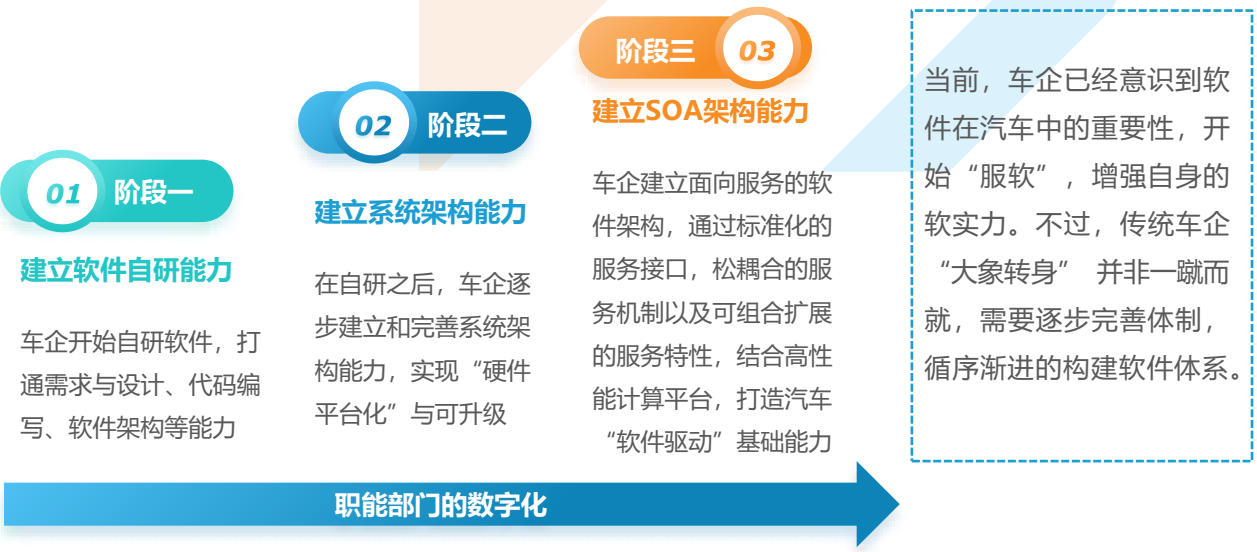 01 阶段一
建立软件自研能力
车企开始自研软件，打
通需求与设计、代码编
写、软件架构等能力
02 阶段二
建立系统架构能力
在自研之后，车企逐
步建立和完善系统架
构能力，实现“硬件
平台化”与可升级
阶段三 03
建立SOA架构能力
车企建立面向服务的软
件架构，通过标准化的
服务接口，松耦合的服
务机制以及可组合扩展
的服务特性，结合高性
能计算平台，打造汽车
“软件驱动”基础能力
当前，车企已经意识到软
件在汽车中的重要性，开
始“服软”，增强自身的
软实力。不过，传统车企
“大象转身” 并非一蹴而
就，需要逐步完善体制，
循序渐进的构建软件体系。
职能部门的数字化